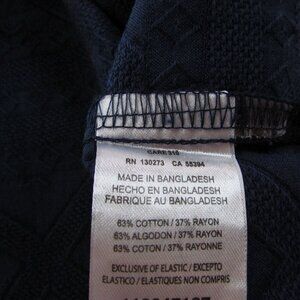 CARE 318
RN 130273 CA 55394
MADE IN BANGLADESH
HECHO EN BANGLADESH
FABRIQUE AU BANGLADESH
63% COTTON / 37% RAYON
63% ALGODON / 37% RAYON
63% COTON / 37% RAYONNE
EXCLUSIVE OF ELASTIC / EXCEPTO
ELASTICO / ELASTIQUES NON COMPRIS